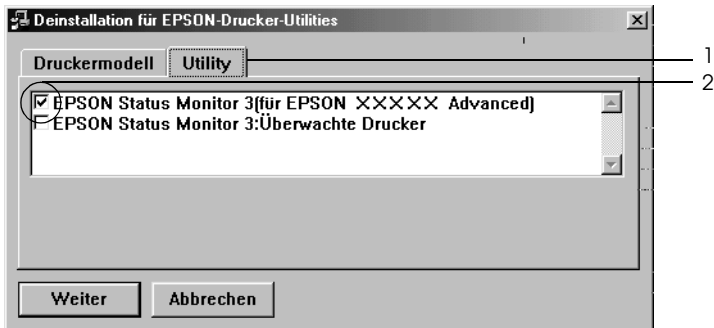 Deinstallation für EPSON-Drucker-Utilities
Druckermodell Utility
1
2
EPSON Status Monitor 3(für EPSON XXXXX Advanced)
EPSON Status Monitor 3:Überwachte Drucker
Weiter Abbrechen